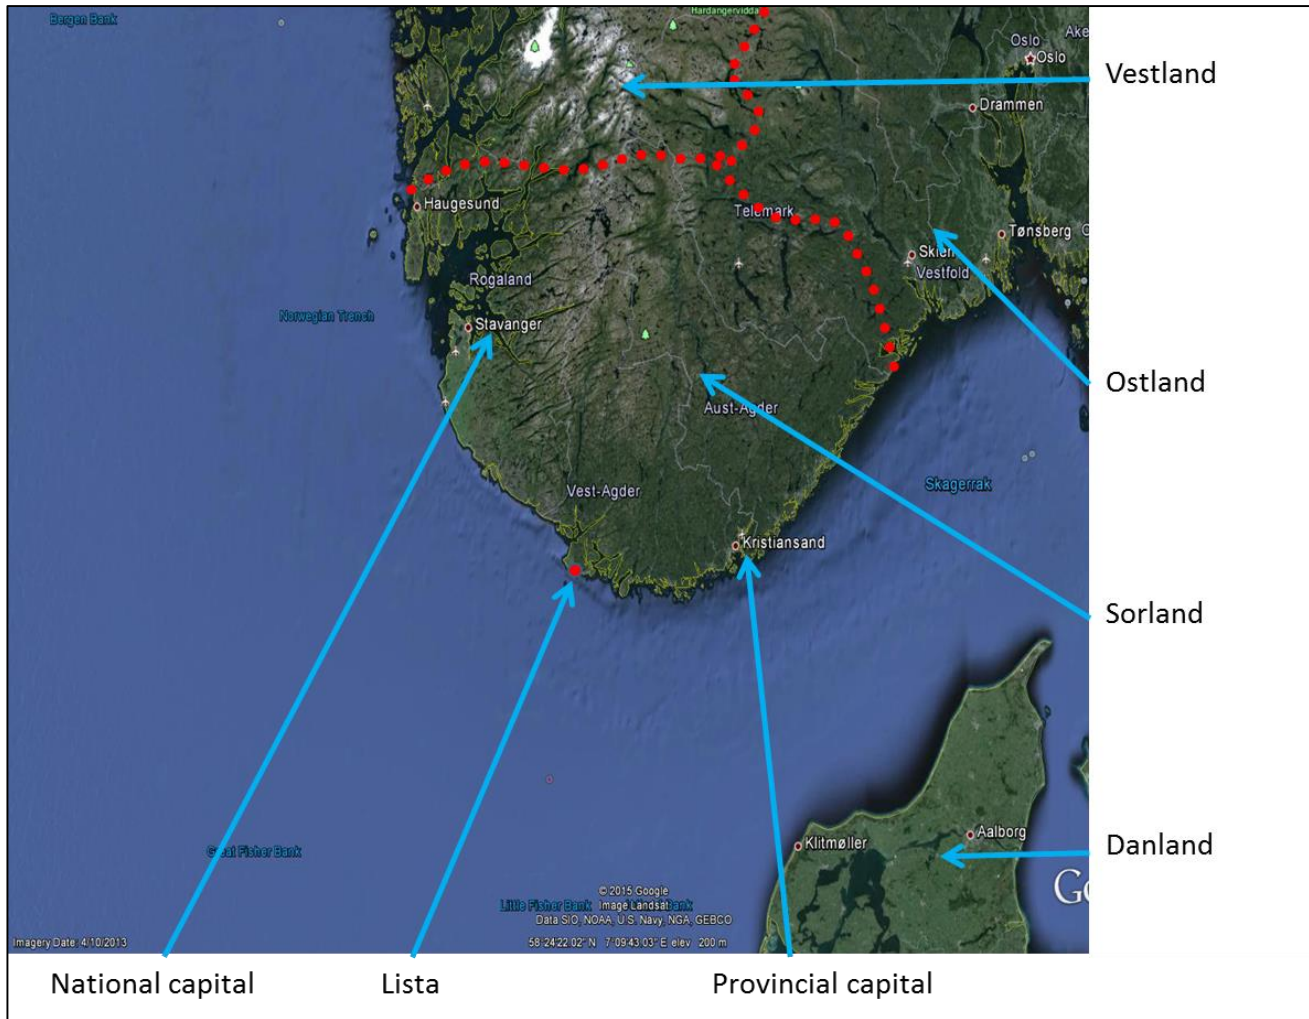 Bergen Bank
Hardangervidda
Oslo
Ake
Oslo
Vestland
Drammen
Haugesund
Telemark
Tønsberg
Skien
Vestfold
Rogaland
Norwegian Trench
Stavanger
Ostland
Aust-Agder
Vest-Agder
Skagerrak
Kristiansand
Sorland
Klitmøller
Aalborg
Danland
Great Fisher Bank
Go
© 2015 Google
Little Fisher Bank
Image Landsat
Bank
Data SIO, NOAA, U.S. Navy, NGA, GEBCO
Imagery Date: 4/10/2013
58°24'22.02" N 7°09'43.03" E elev 200 m
National capital
Lista
Provincial capital